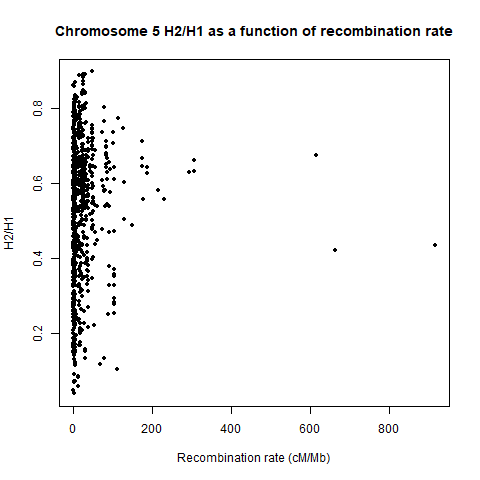 Chromosome 5 H2/H1 as a function of recombination rate
H2/H1
0.8
0.6
0.4
0.2
0 200 400 600 800
Recombination rate (cM/Mb)